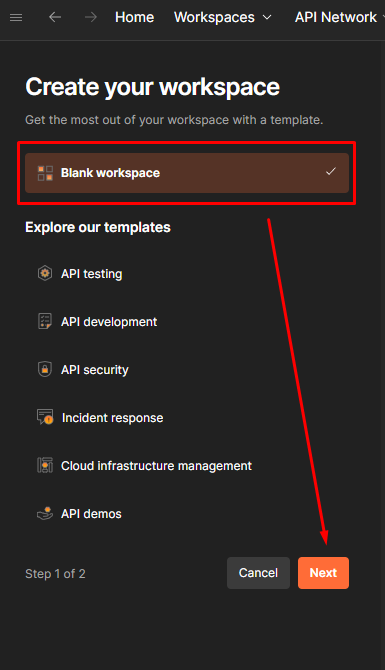 Home Workspaces API Network
Create your workspace
Get the most out of your workspace with a template.
Blank workspace
Explore our templates
API testing
API development
API security
Incident response
Cloud infrastructure management
API demos
Step 1 of 2 Cancel Next